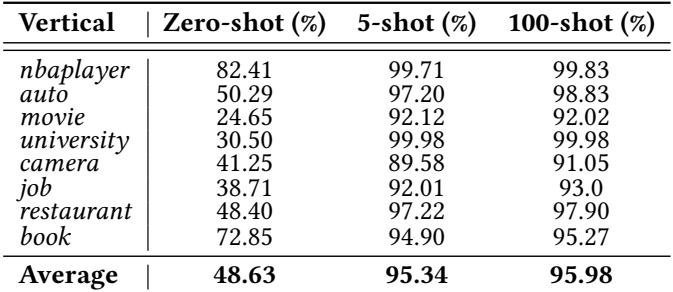 Vertical Zero-shot (%) 5-shot (%) 100-shot (%)
nbaplayer 82.41 99.71 99.83
auto 50.29 97.20 98.83
movie 24.65 92.12 92.02
university 30.50 99.98 99.98
camera 41.25 89.58 91.05
job 38.71 92.01 93.0
restaurant 48.40 97.22 97.90
book 72.85 94.90 95.27
Average 48.63 95.34 95.98